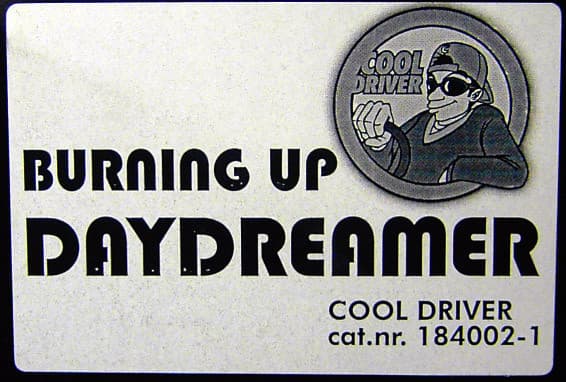 COOL
DRIVER
BURNING UP
DAYDREAMER
COOL DRIVER
cat.nr. 184002-1